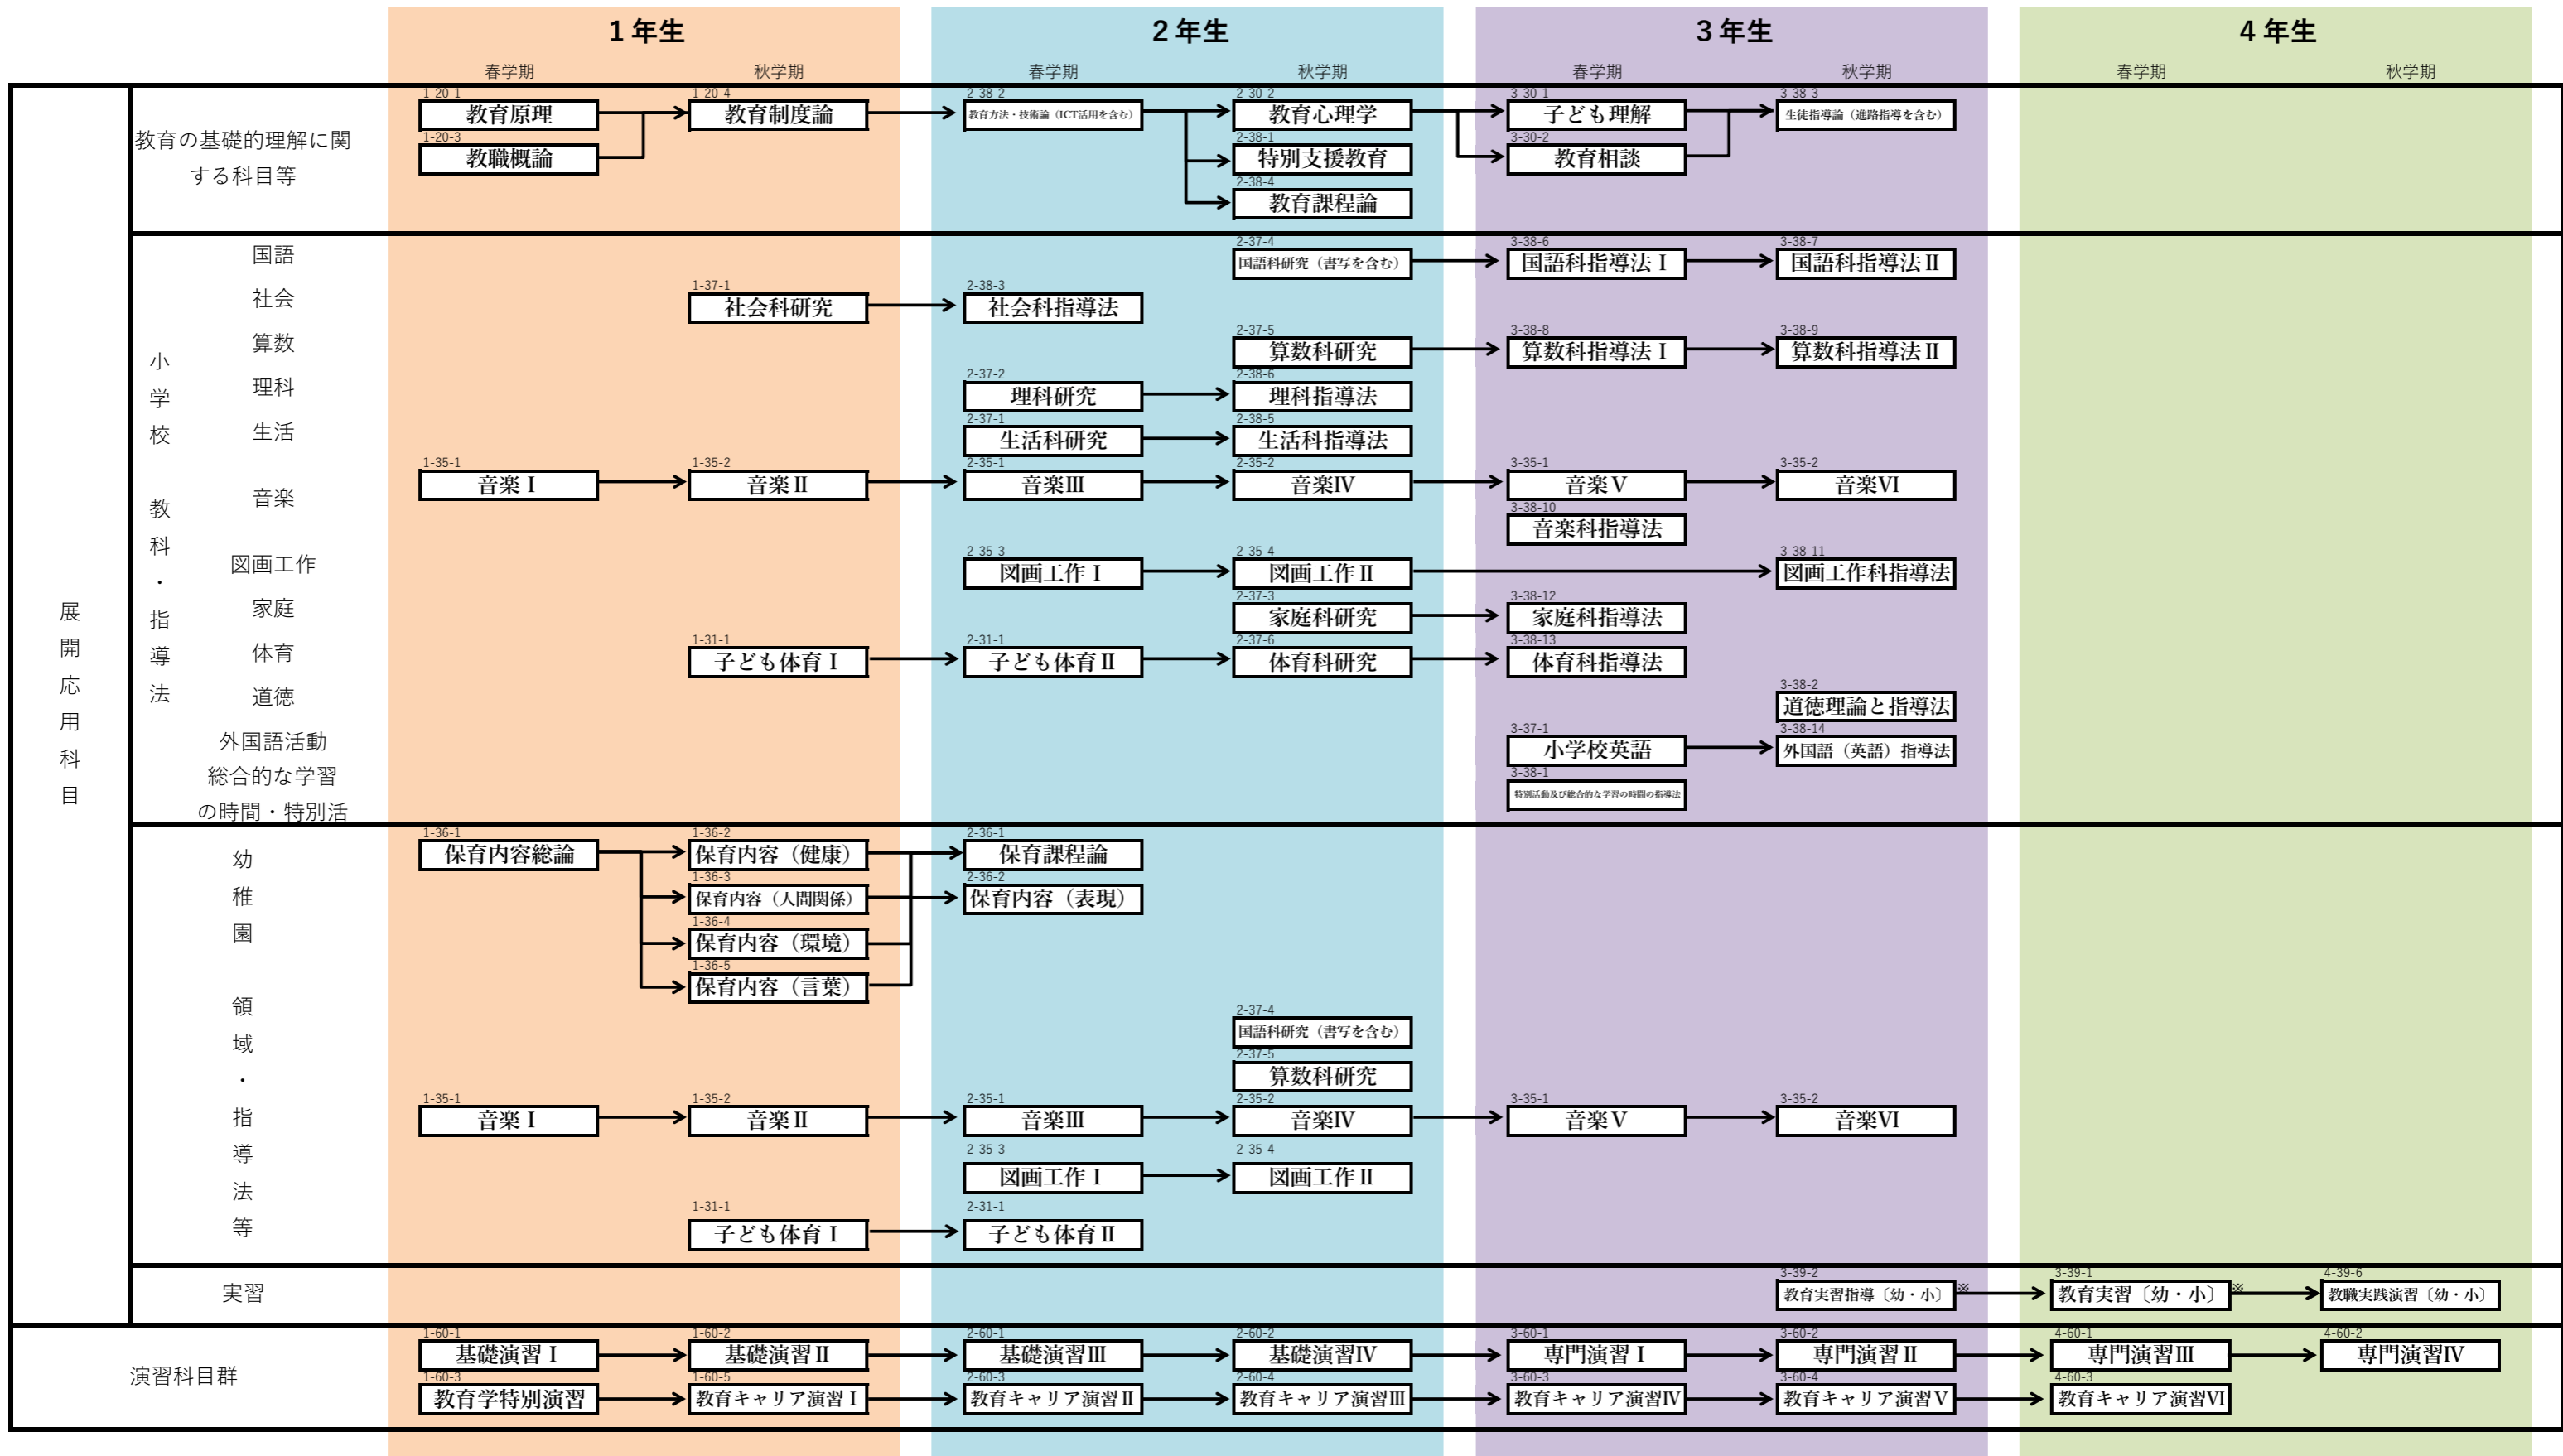 1 年生
2 年生
3 年生
4 年生
春学期
秋学期
春学期
秋学期
春学期
秋学期
春学期
秋学期
展開応用科目
教育の基礎的理解に関
する科目等
1-20-1
教育原理
1-20-4
教育制度論
2-38-2
教育方法・技術論（ICT活用を含む）
2-30-2
教育心理学
3-30-1
子ども理解
3-38-3
生徒指導論（進路指導を含む）
1-20-3
教職概論
2-38-1
特別支援教育
3-30-2
教育相談
2-38-4
教育課程論
小学校 教科・指導法
国語
2-37-4
国語科研究（書写を含む）
3-38-6
国語科指導法Ⅰ
3-38-7
国語科指導法Ⅱ
社会
1-37-1
社会科研究
2-38-3
社会科指導法
算数
2-37-5
算数科研究
3-38-8
算数科指導法Ⅰ
3-38-9
算数科指導法Ⅱ
理科
2-37-2
理科研究
2-38-6
理科指導法
生活
2-37-1
生活科研究
2-38-5
生活科指導法
音楽
1-35-1
音楽Ⅰ
1-35-2
音楽Ⅱ
2-35-1
音楽Ⅲ
2-35-2
音楽Ⅳ
3-35-1
音楽Ⅴ
3-35-2
音楽Ⅵ
3-38-10
音楽科指導法
図画工作
2-35-3
図画工作Ⅰ
2-35-4
図画工作Ⅱ
3-38-11
図画工作科指導法
家庭
2-37-3
家庭科研究
3-38-12
家庭科指導法
体育
1-31-1
子ども体育Ⅰ
2-31-1
子ども体育Ⅱ
2-37-6
体育科研究
3-38-13
体育科指導法
道徳
3-38-2
道徳理論と指導法
外国語活動
3-37-1
小学校英語
3-38-14
外国語（英語）指導法
総合的な学習
の時間・特別活
3-38-1
特別活動及び総合的な学習の時間の指導法
幼稚園 領域・指導法等
1-36-1
保育内容総論
1-36-2
保育内容（健康）
2-36-1
保育課程論
1-36-3
保育内容（人間関係）
2-36-2
保育内容（表現）
1-36-4
保育内容（環境）
1-36-5
保育内容（言葉）
2-37-4
国語科研究（書写を含む）
2-37-5
算数科研究
1-35-1
音楽Ⅰ
1-35-2
音楽Ⅱ
2-35-1
音楽Ⅲ
2-35-2
音楽Ⅳ
3-35-1
音楽Ⅴ
3-35-2
音楽Ⅵ
2-35-3
図画工作Ⅰ
2-35-4
図画工作Ⅱ
1-31-1
子ども体育Ⅰ
2-31-1
子ども体育Ⅱ
実習
3-39-2
教育実習指導〔幼・小〕※
3-39-1
教育実習〔幼・小〕※
4-39-6
教職実践演習〔幼・小〕
演習科目群
1-60-1
基礎演習Ⅰ
1-60-2
基礎演習Ⅱ
2-60-1
基礎演習Ⅲ
2-60-2
基礎演習Ⅳ
3-60-1
専門演習Ⅰ
3-60-2
専門演習Ⅱ
4-60-1
専門演習Ⅲ
4-60-2
専門演習Ⅳ
1-60-3
教育学特別演習
1-60-5
教育キャリア演習Ⅰ
2-60-3
教育キャリア演習Ⅱ
2-60-4
教育キャリア演習Ⅲ
3-60-3
教育キャリア演習Ⅳ
3-60-4
教育キャリア演習Ⅴ
4-60-3
教育キャリア演習Ⅵ